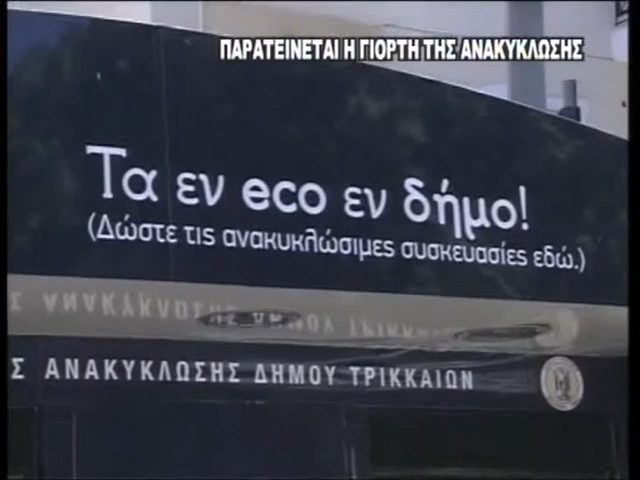 ΠΑΡΑΤΕΙΝΕΤΑΙ Η ΓΙΟΡΤΗ ΤΗΣ ΑΝΑΚΥΚΛΩΣΗΣ
Τα εν eco εν δήμο!
(Δώστε τις ανακυκλώσιμες συσκευασίες εδώ.)
Σ ΑΝΑΚΥΚΛΩΣΗΣ ΔΗΜΟΥ ΤΡΙΚΚΑΙΩΝ